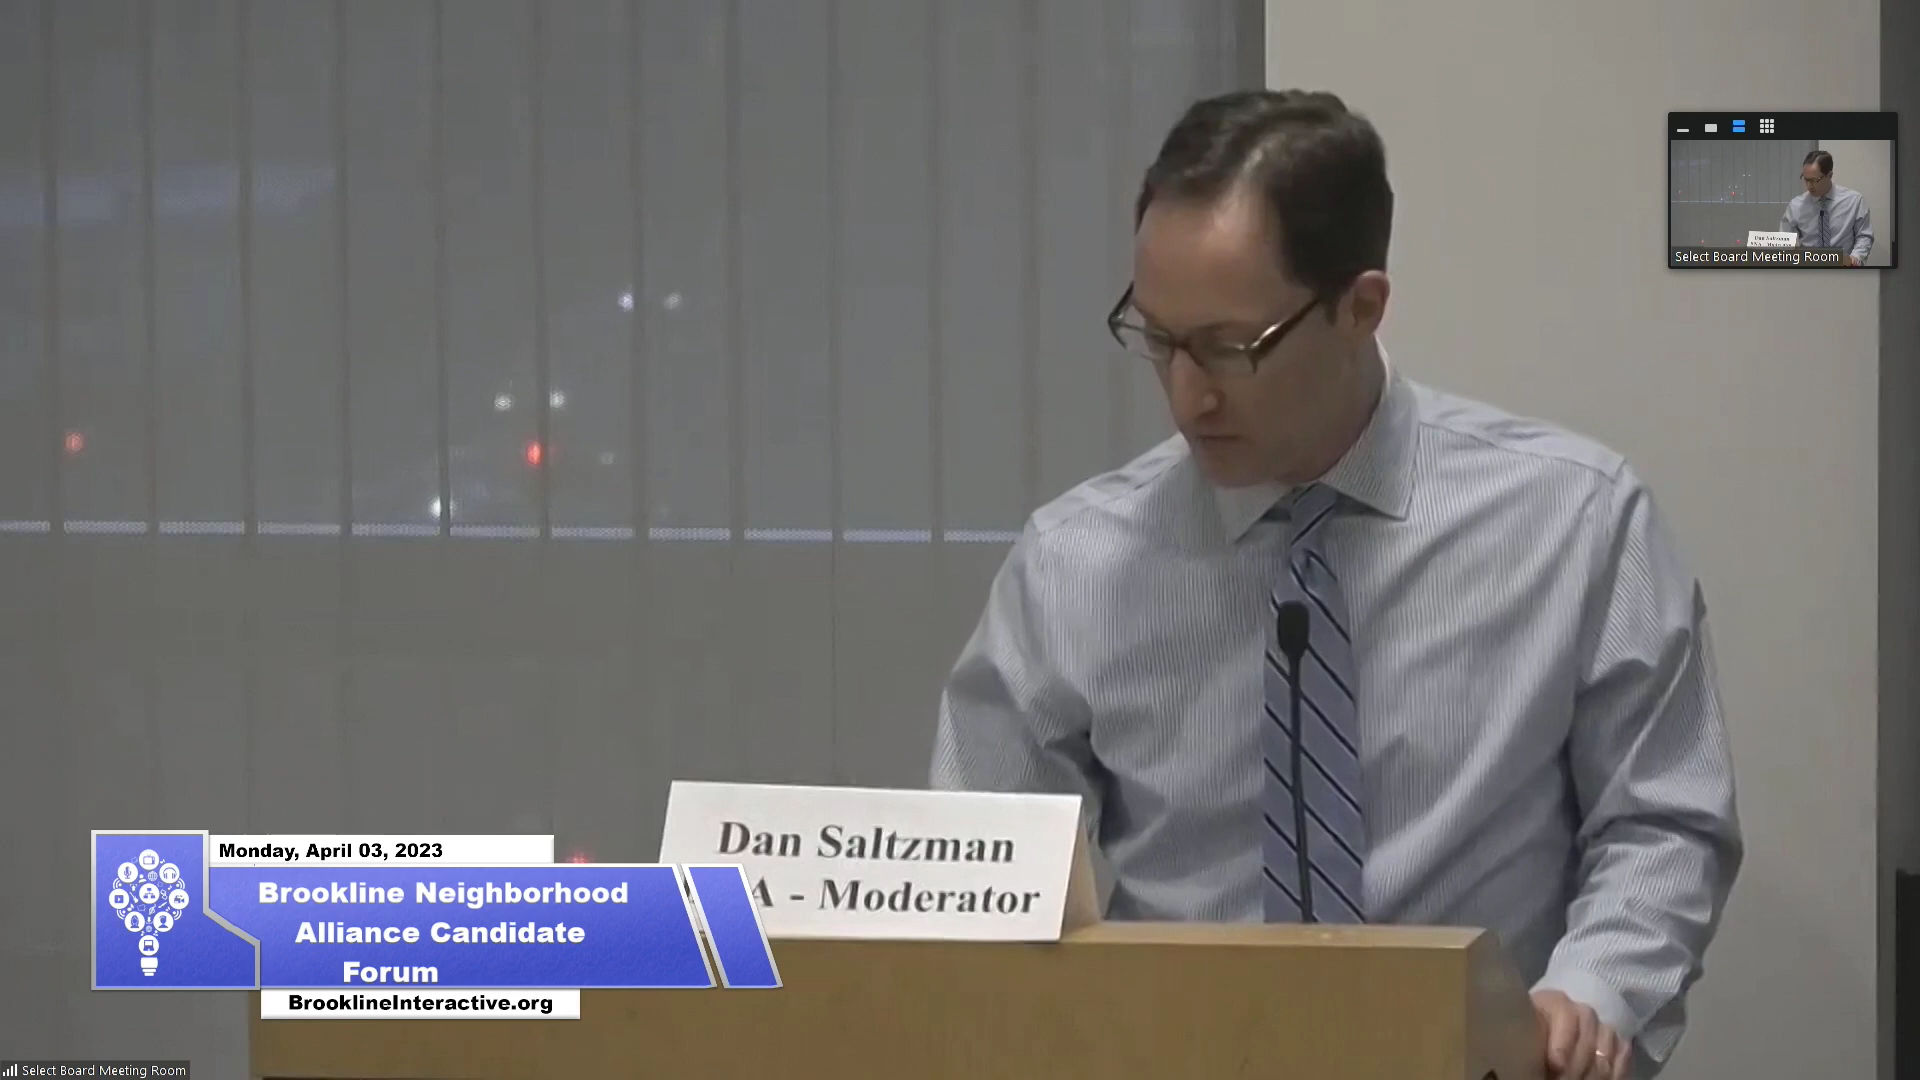 Select Board Meeting Room
Dan Saltzman
A - Moderator
Monday, April 03, 2023
Brookline Neighborhood
Alliance Candidate
Forum
BrooklineInteractive.org
Select Board Meeting Room